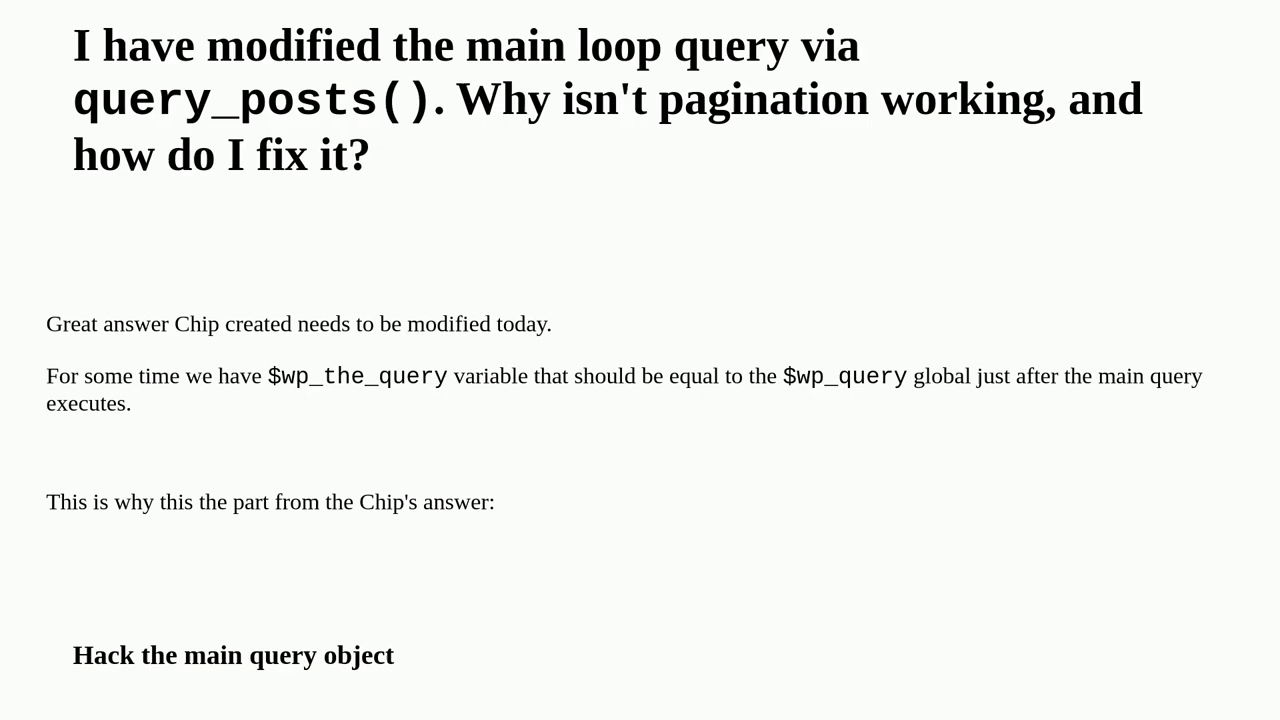 I have modified the main loop query via
query_posts(). Why isn't pagination working, and
how do I fix it?
Great answer Chip created needs to be modified today.
For some time we have $wp_the_query variable that should be equal to the $wp_query global just after the main query
executes.
This is why this the part from the Chip's answer:
Hack the main query object